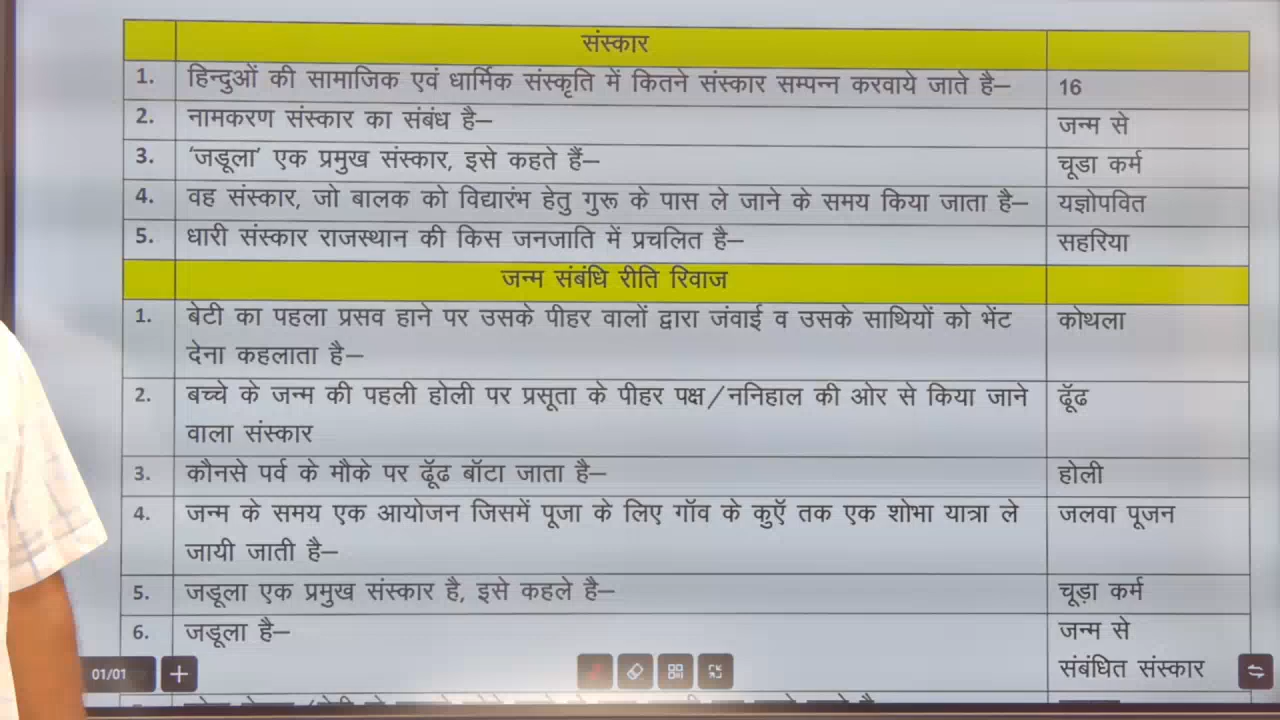 संस्कार
1. हिन्दुओं की सामाजिक एवं धार्मिक संस्कृति में कितने संस्कार सम्पन्न करवाये जाते है– 16
2. नामकरण संस्कार का संबंध है– जन्म से
3. 'जडूला' एक प्रमुख संस्कार, इसे कहते हैं– चूडा कर्म
4. वह संस्कार, जो बालक को विद्यारंभ हेतु गुरू के पास ले जाने के समय किया जाता है– यज्ञोपवित
5. धारी संस्कार राजस्थान की किस जनजाति में प्रचलित है– सहरिया
जन्म संबंधि रीति रिवाज
1. बेटी का पहला प्रसव हाने पर उसके पीहर वालों द्वारा जंवाई व उसके साथियों को भेंट कोथला
देना कहलाता है–
2. बच्चे के जन्म की पहली होली पर प्रसूता के पीहर पक्ष/ननिहाल की ओर से किया जाने ढूॅढ
वाला संस्कार
3. कौनसे पर्व के मौके पर ढूॅढ बॉटा जाता है– होली
4. जन्म के समय एक आयोजन जिसमें पूजा के लिए गॉव के कुऍ तक एक शोभा यात्रा ले जलवा पूजन
जायी जाती है–
5. जडूला एक प्रमुख संस्कार है, इसे कहले है– चूड़ा कर्म
6. जडूला है– जन्म से
संबंधित संस्कार
01/01